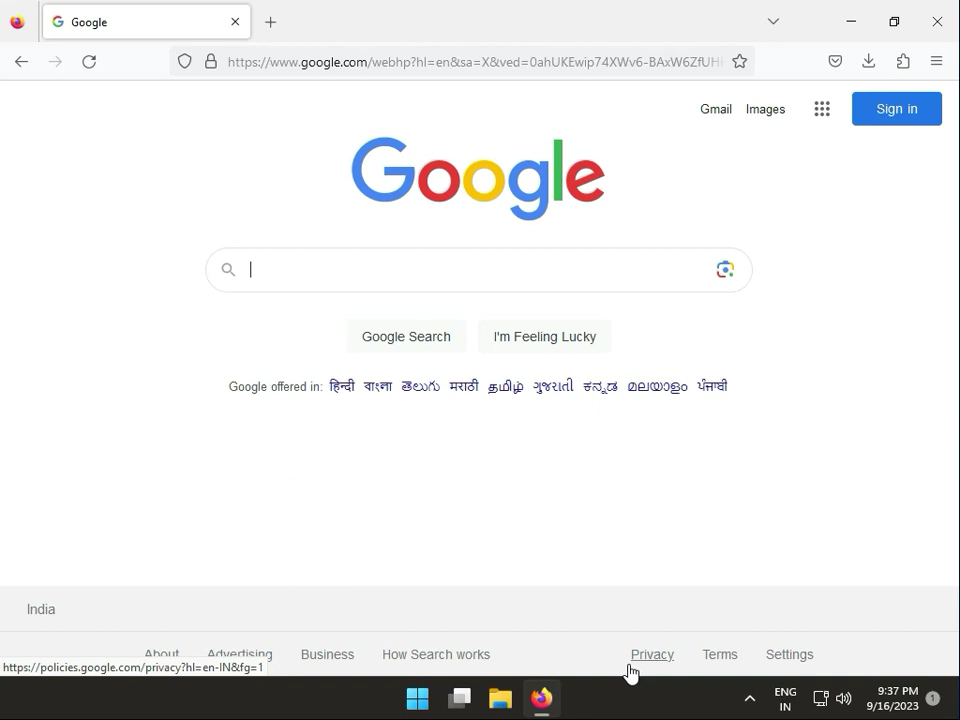 Google
https://www.google.com/webhp?hl=en&sa=X&ved=0ahUKEwip74XWv6-BAxW6ZfUH
Gmail Images Sign in
Google
Google Search I'm Feeling Lucky
Google offered in: हिन्दी বাংলা తెలుగు मराठी தமிழ் ગુજરાતી ಕನ್ನಡ മലയാളം ਪੰਜਾਬੀ
India
About Advertising Business How Search works Privacy Terms Settings
https://policies.google.com/privacy?hl=en-IN&fg=1
ENG 9:37 PM
IN 9/16/2023 1